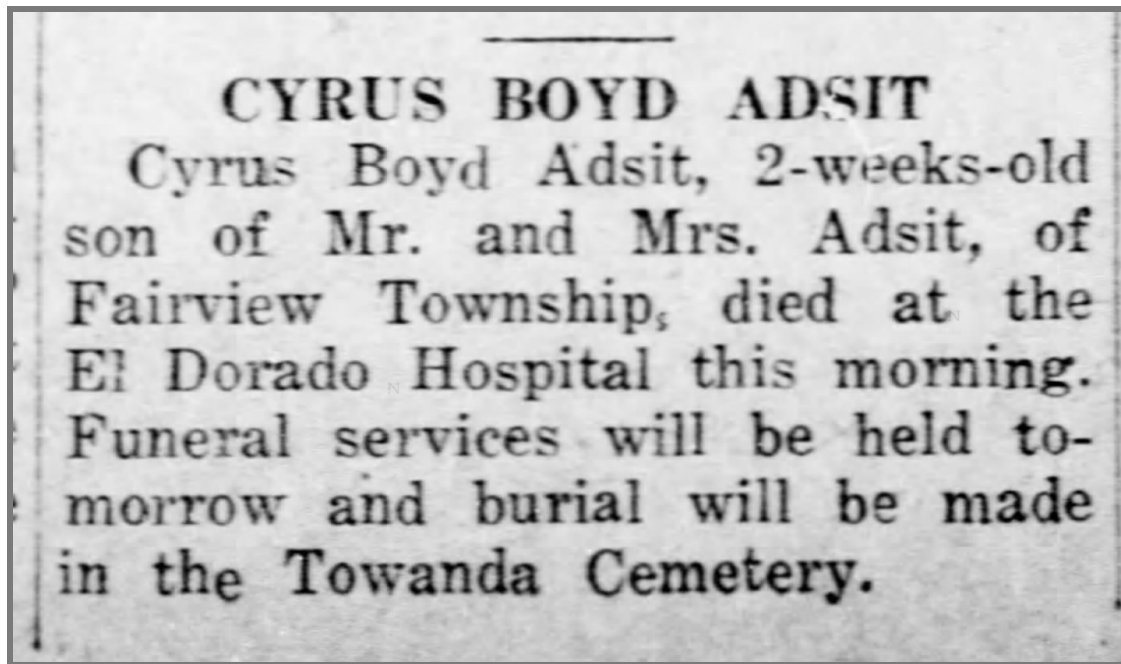 CYRUS BOYD ADSIT
Cyrus Boyd Adsit, 2-weeks-old
son of Mr. and Mrs. Adsit, of
Fairview Township, died at the
El Dorado Hospital this morning.
Funeral services will be held to-
morrow and burial will be made
in the Towanda Cemetery.